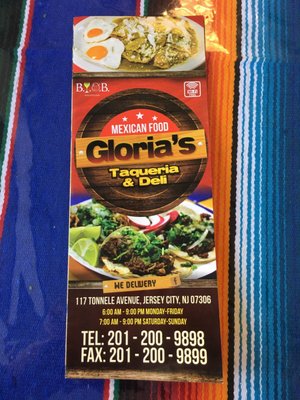 B.Y.O.B.
MEXICAN FOOD
Gloria's
Taqueria
& Deli
WE DELIVERY
117 TONNELE AVENUE, JERSEY CITY, NJ 07306
6:00 AM - 9:00 PM MONDAY-FRIDAY
7:00 AM - 9:00 PM SATURDAY-SUNDAY
TEL: 201 - 200 - 9898
FAX: 201 - 200 - 9899